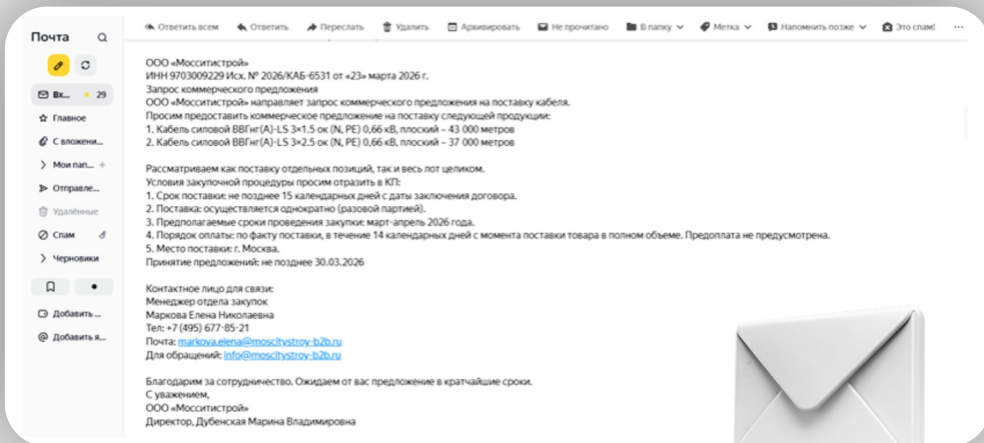 Почта
Ответить всем
Ответить
Переслать
Удалить
Архивировать
Не прочитано
В папку
Метка
Напомнить позже
Это спам!
Вх... 29
Главное
С вложени...
Мои пап...
Отправле...
Удалённые
Спам
Черновики
Добавить ...
Добавить я...
ООО «Мосситистрой»
ИНН 9703009229 Исх. № 2026/КАБ-6531 от «23» марта 2026 г.
Запрос коммерческого предложения
ООО «Мосситистрой» направляет запрос коммерческого предложения на поставку кабеля.
Просим предоставить коммерческое предложение на поставку следующей продукции:
1. Кабель силовой ВВГнг(А)-LS 3×1.5 ок (N, PE) 0,66 кВ, плоский – 43 000 метров
2. Кабель силовой ВВГнг(А)-LS 3×2.5 ок (N, PE) 0,66 кВ, плоский – 37 000 метров
Рассматриваем как поставку отдельных позиций, так и весь лот целиком.
Условия закупочной процедуры просим отразить в КП:
1. Срок поставки: не позднее 15 календарных дней с даты заключения договора.
2. Поставка: осуществляется однократно (разовой партией).
3. Предполагаемые сроки проведения закупки: март-апрель 2026 года.
4. Порядок оплаты: по факту поставки, в течение 14 календарных дней с момента поставки товара в полном объеме. Предоплата не предусмотрена.
5. Место поставки: г. Москва.
Принятие предложений: не позднее 30.03.2026
Контактное лицо для связи:
Менеджер отдела закупок
Маркова Елена Николаевна
Тел: +7 (495) 677-85-21
Почта: markova.elena@moscitystroy-b2b.ru
Для обращений: info@moscitystroy-b2b.ru
Благодарим за сотрудничество. Ожидаем от вас предложение в кратчайшие сроки.
С уважением,
ООО «Мосситистрой»
Директор, Дубенская Марина Владимировна